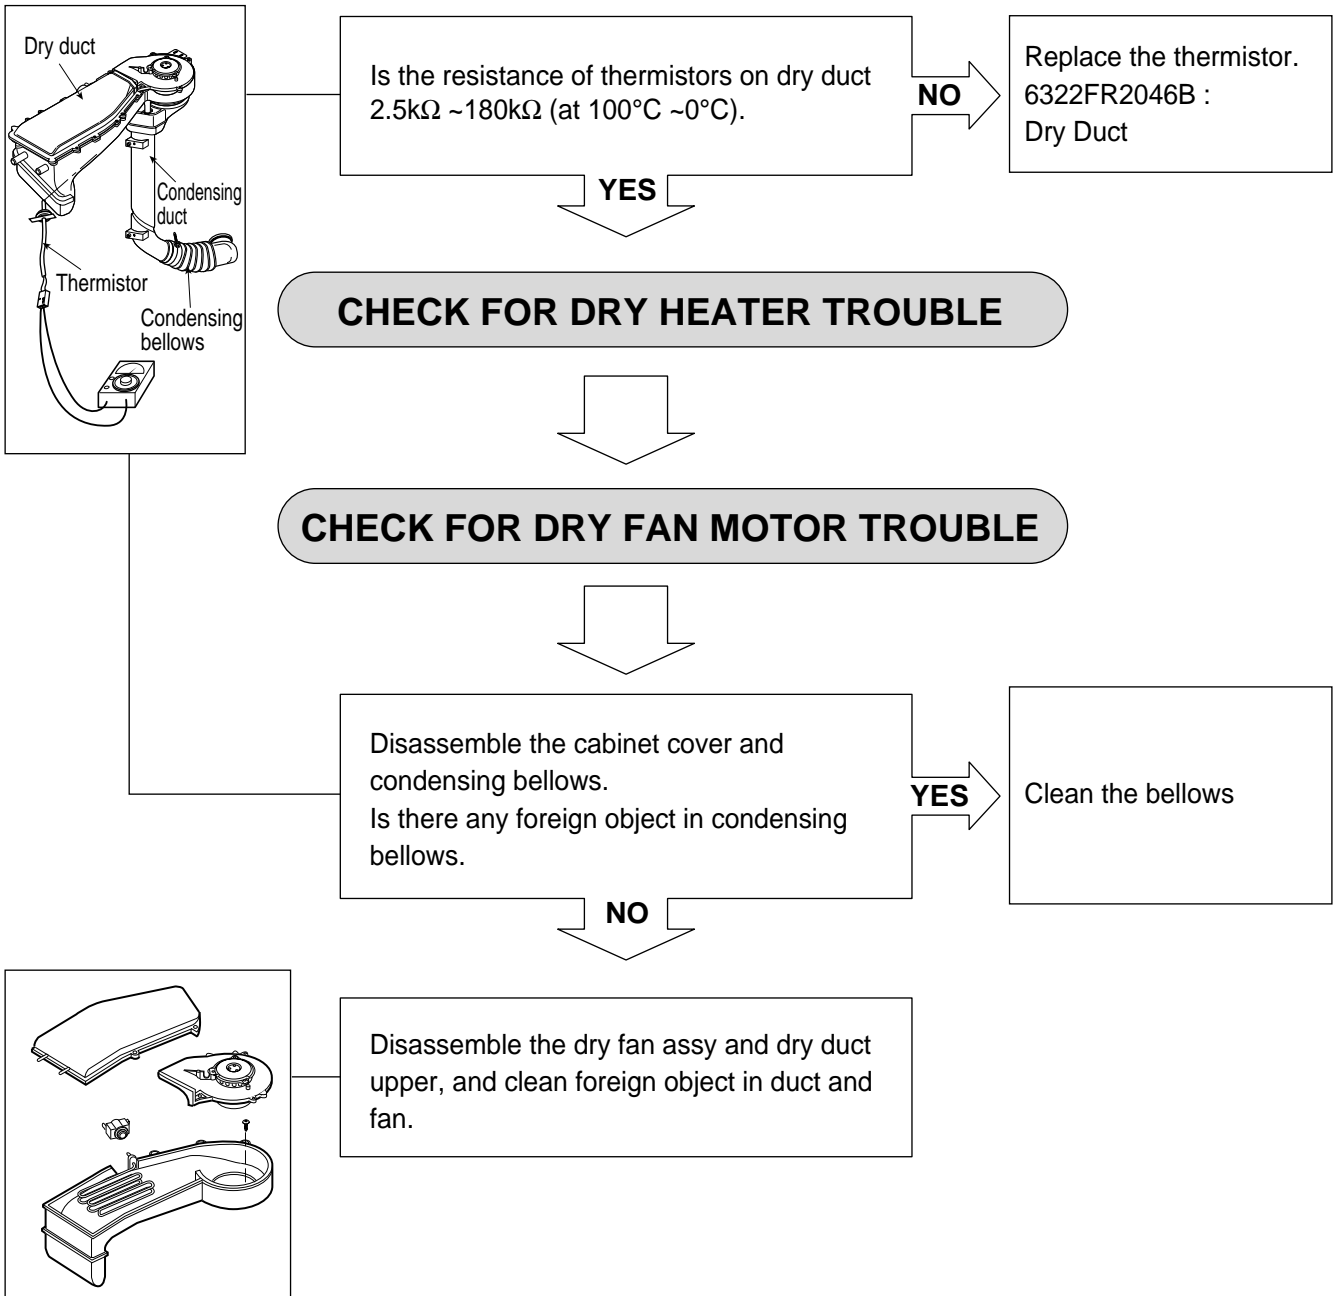 Dry duct
Condensing
duct
Thermistor
Condensing
bellows
Is the resistance of thermistors on dry duct
2.5kΩ ~180kΩ (at 100°C ~0°C).
NO
Replace the thermistor.
6322FR2046B :
Dry Duct
YES
CHECK FOR DRY HEATER TROUBLE
CHECK FOR DRY FAN MOTOR TROUBLE
Disassemble the cabinet cover and
condensing bellows.
Is there any foreign object in condensing
bellows.
YES
Clean the bellows
NO
Disassemble the dry fan assy and dry duct
upper, and clean foreign object in duct and
fan.